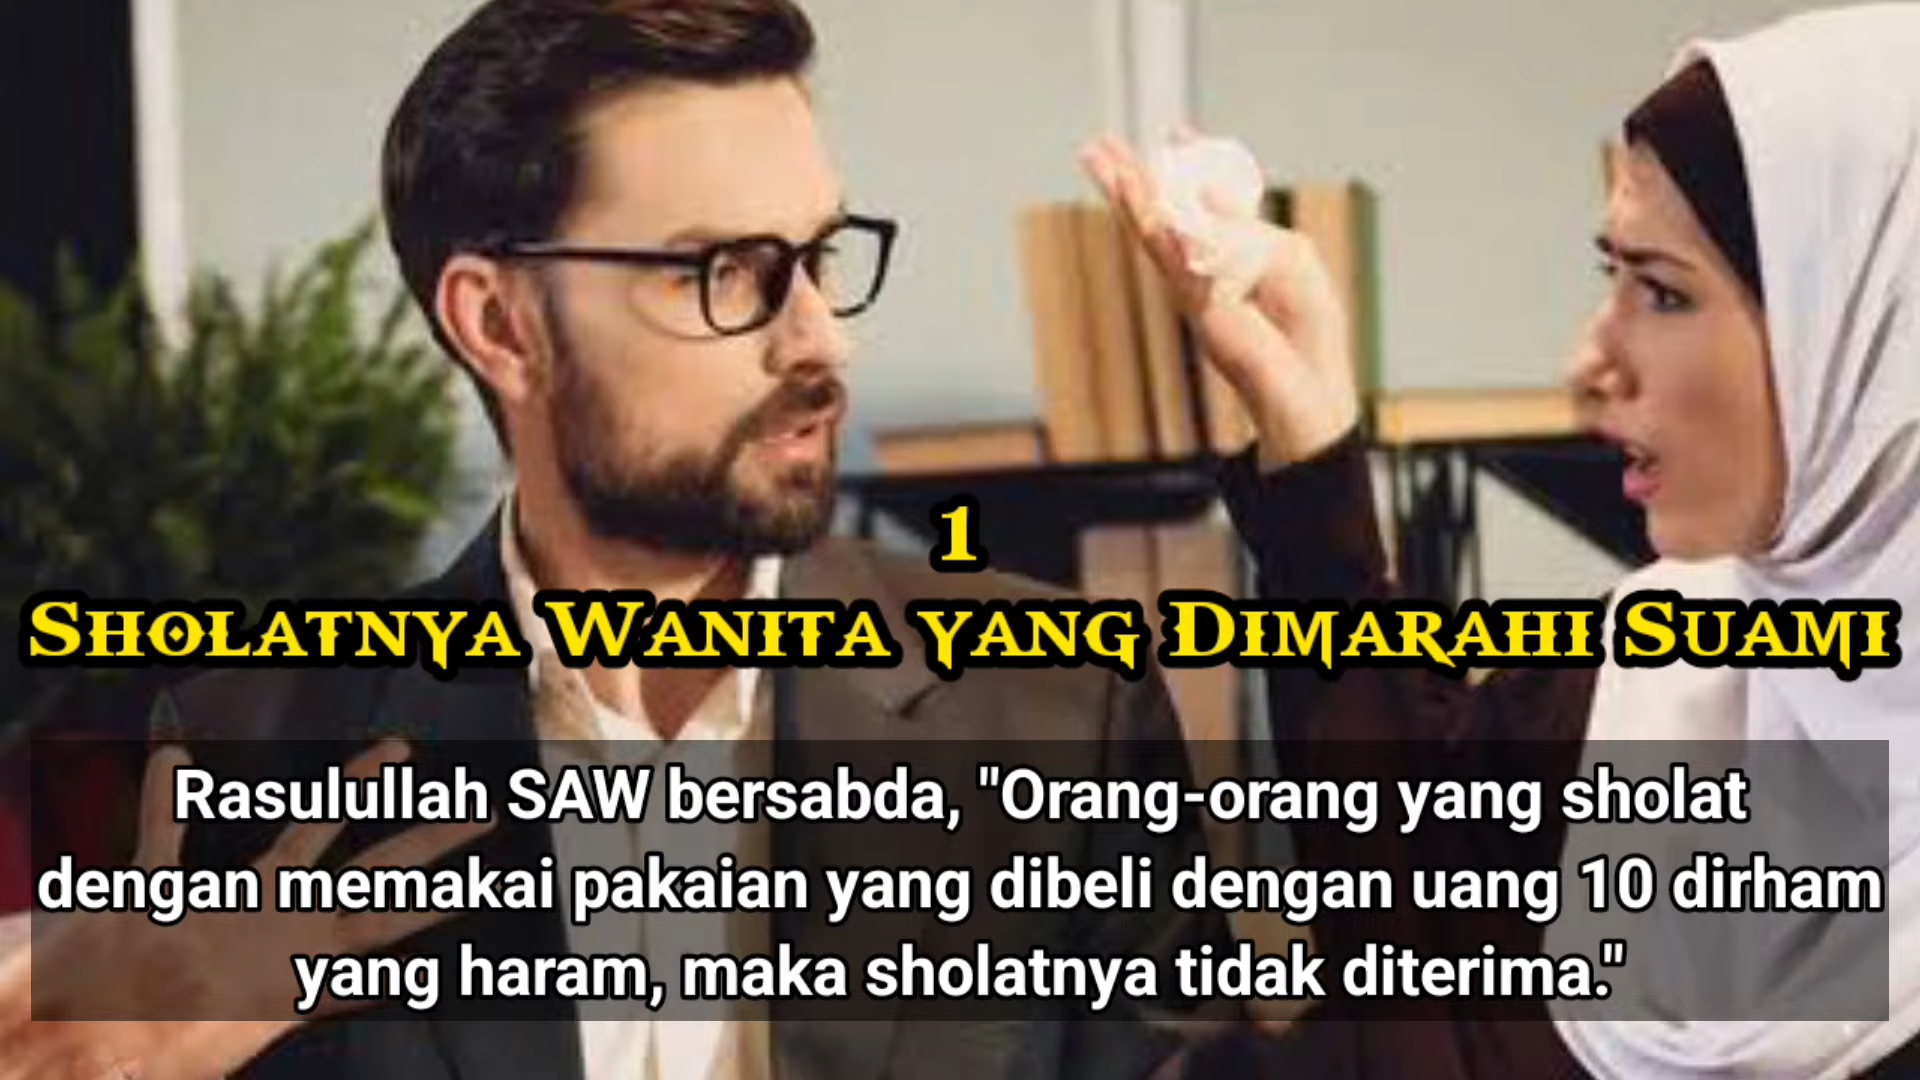 1
Sholatnya Wanita yang Dimarahi Suami
Rasulullah SAW bersabda, "Orang-orang yang sholat
dengan memakai pakaian yang dibeli dengan uang 10 dirham
yang haram, maka sholatnya tidak diterima."